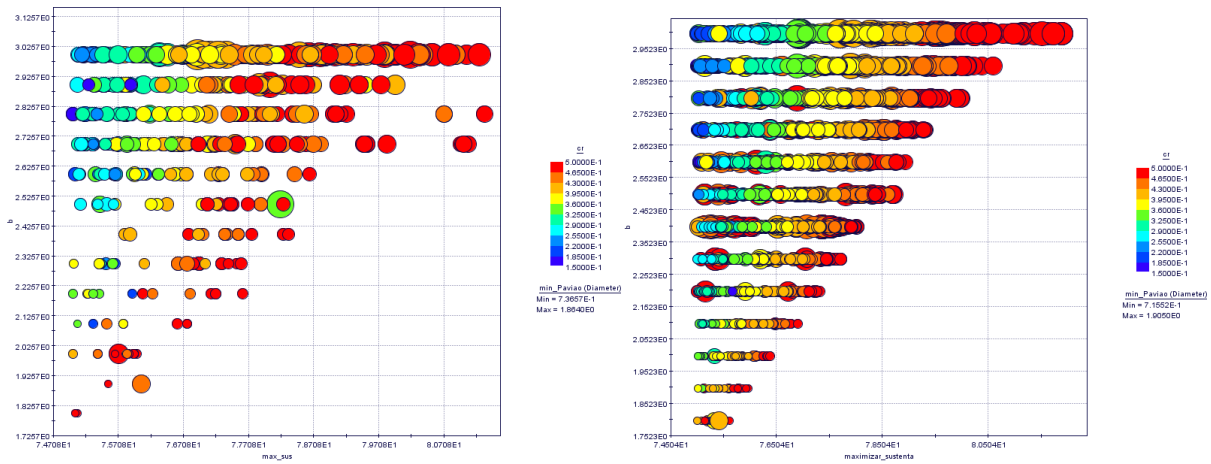 3.1257E0
3.0257E0
2.9257E0
2.8257E0
2.7257E0
2.6257E0
2.5257E0
2.4257E0
2.3257E0
2.2257E0
2.1257E0
2.0257E0
1.9257E0
1.8257E0
1.7257E0
b
7.4708E1 7.5708E1 7.6708E1 7.7708E1 7.8708E1 7.9708E1 8.0708E1
max_sus
cr
5.0000E-1
4.6500E-1
4.3000E-1
3.9500E-1
3.6000E-1
3.2500E-1
2.9000E-1
2.5500E-1
2.2000E-1
1.8500E-1
1.5000E-1
min_Paviao (Diameter)
Min = 7.3657E-1
Max = 1.8640E0
2.9523E0
2.8523E0
2.7523E0
2.6523E0
2.5523E0
2.4523E0
2.3523E0
2.2523E0
2.1523E0
2.0523E0
1.9523E0
1.8523E0
1.7523E0
b
7.4504E1 7.6504E1 7.8504E1 8.0504E1
maximizar_sustenta
cr
5.0000E-1
4.6500E-1
4.3000E-1
3.9500E-1
3.6000E-1
3.2500E-1
2.9000E-1
2.5500E-1
2.2000E-1
1.8500E-1
1.5000E-1
min_Paviao (Diameter)
Min = 7.1552E-1
Max = 1.9050E0